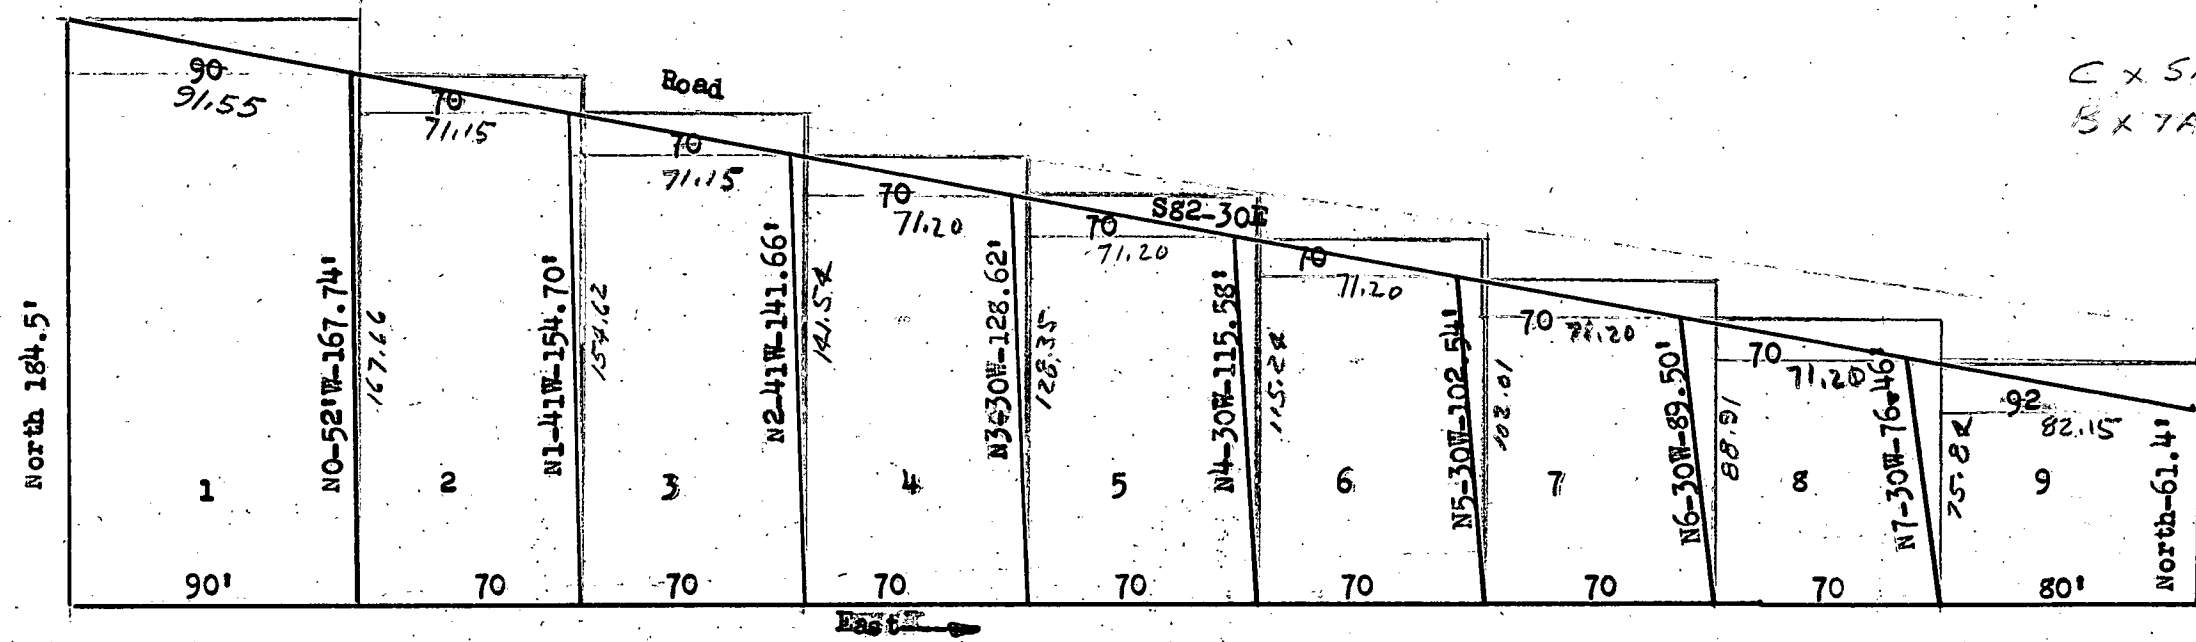 Road
C x S
B x TA
90
91.55
70
71.15
70
71.15
70
71.20
S82-30E
70
71.20
70
71.20
70
71.20
70
71.20
92
82.15
North 184.5'
N0-52'W-167.74'
167.66
N1-41W-154.70'
154.62
N2-41W-141.66'
141.52
N3-30W-128.62'
128.35
N4-30W-115.58'
115.22
N5-30W-102.54'
102.01
N6-30W-89.50'
88.91
N7-30W-76.46'
75.82
North-61.4'
1
2
3
4
5
6
7
8
9
90'
70
70
70
70
70
70
70
80'
East